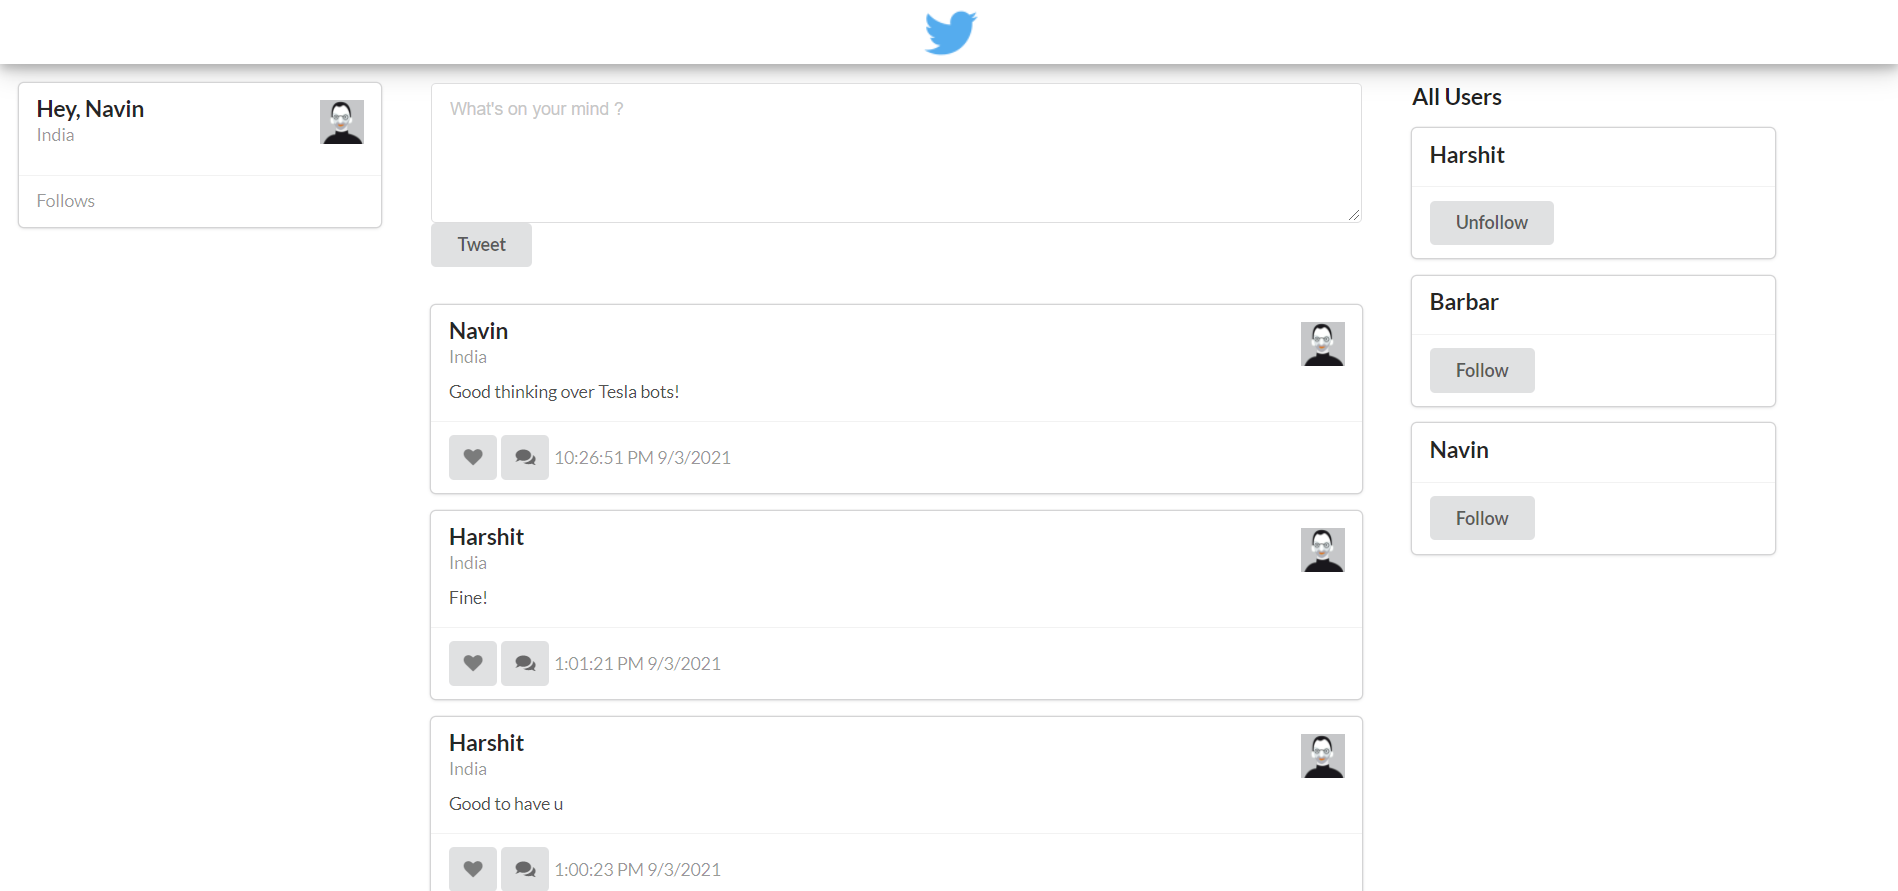 Hey, Navin
India
Follows
What's on your mind ?
Tweet
Navin
India
Good thinking over Tesla bots!
10:26:51 PM 9/3/2021
Harshit
India
Fine!
1:01:21 PM 9/3/2021
Harshit
India
Good to have u
1:00:23 PM 9/3/2021
All Users
Harshit
Unfollow
Barbar
Follow
Navin
Follow